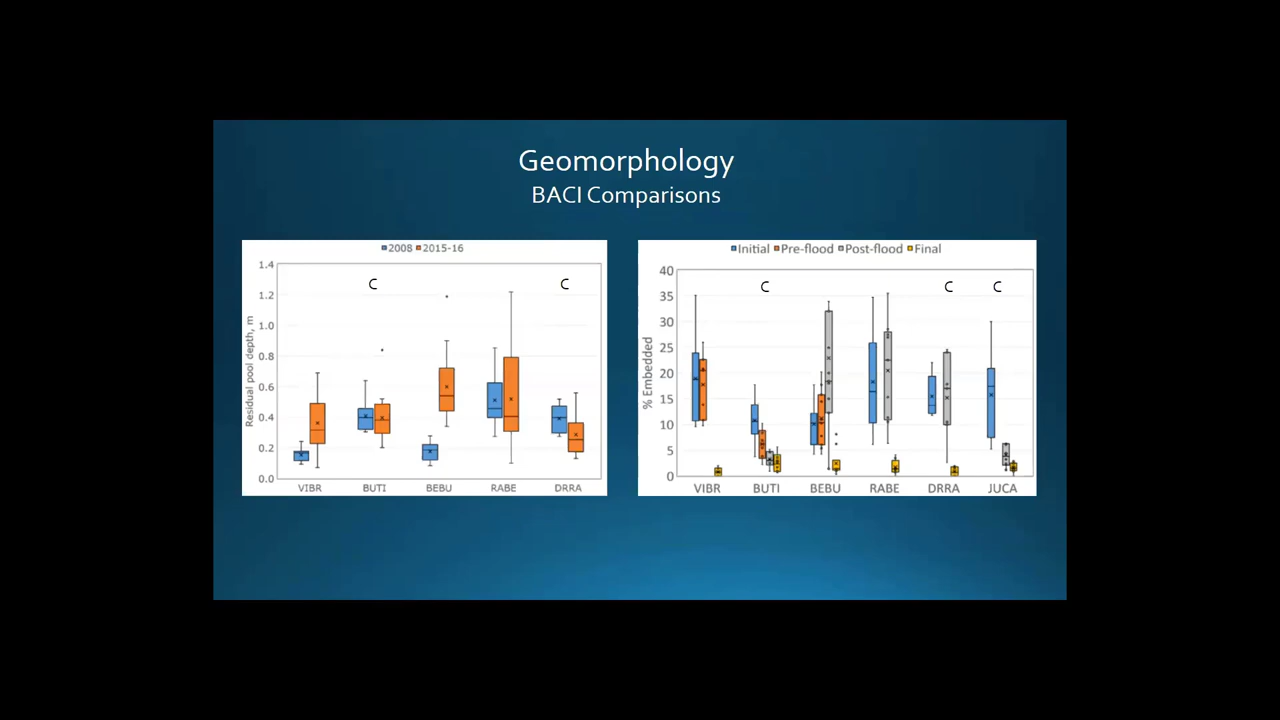 Geomorphology
BACI Comparisons
2008 2015-16
1.4
1.2
1.0
0.8
0.6
0.4
0.2
0.0
Residual pool depth, m
C C
VIBR BUTI BEBU RABE DRRA
Initial Pre-flood Post-flood Final
40
35
30
25
20
15
10
5
0
% Embedded
C C C
VIBR BUTI BEBU RABE DRRA JUCA